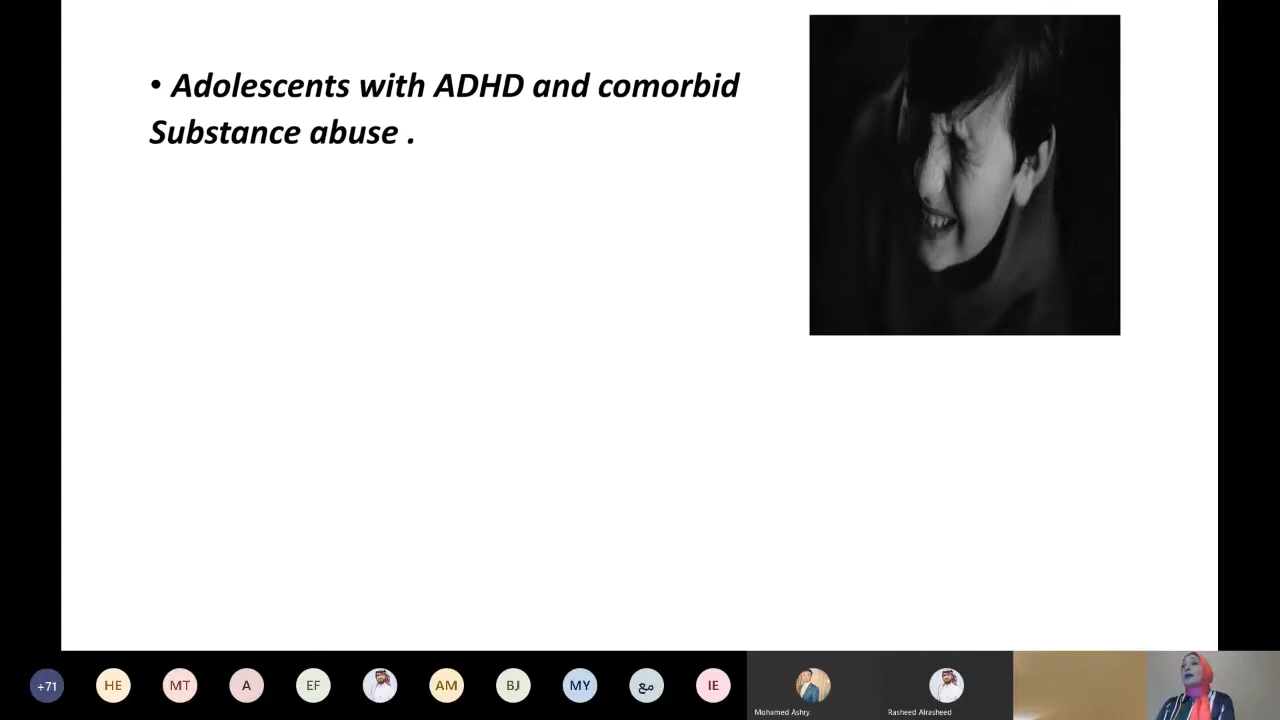 • Adolescents with ADHD and comorbid
Substance abuse .
+71
HE
MT
A
EF
AM
BJ
MY
مع
IE
Mohamed Ashry
Rasheed Alrasheed